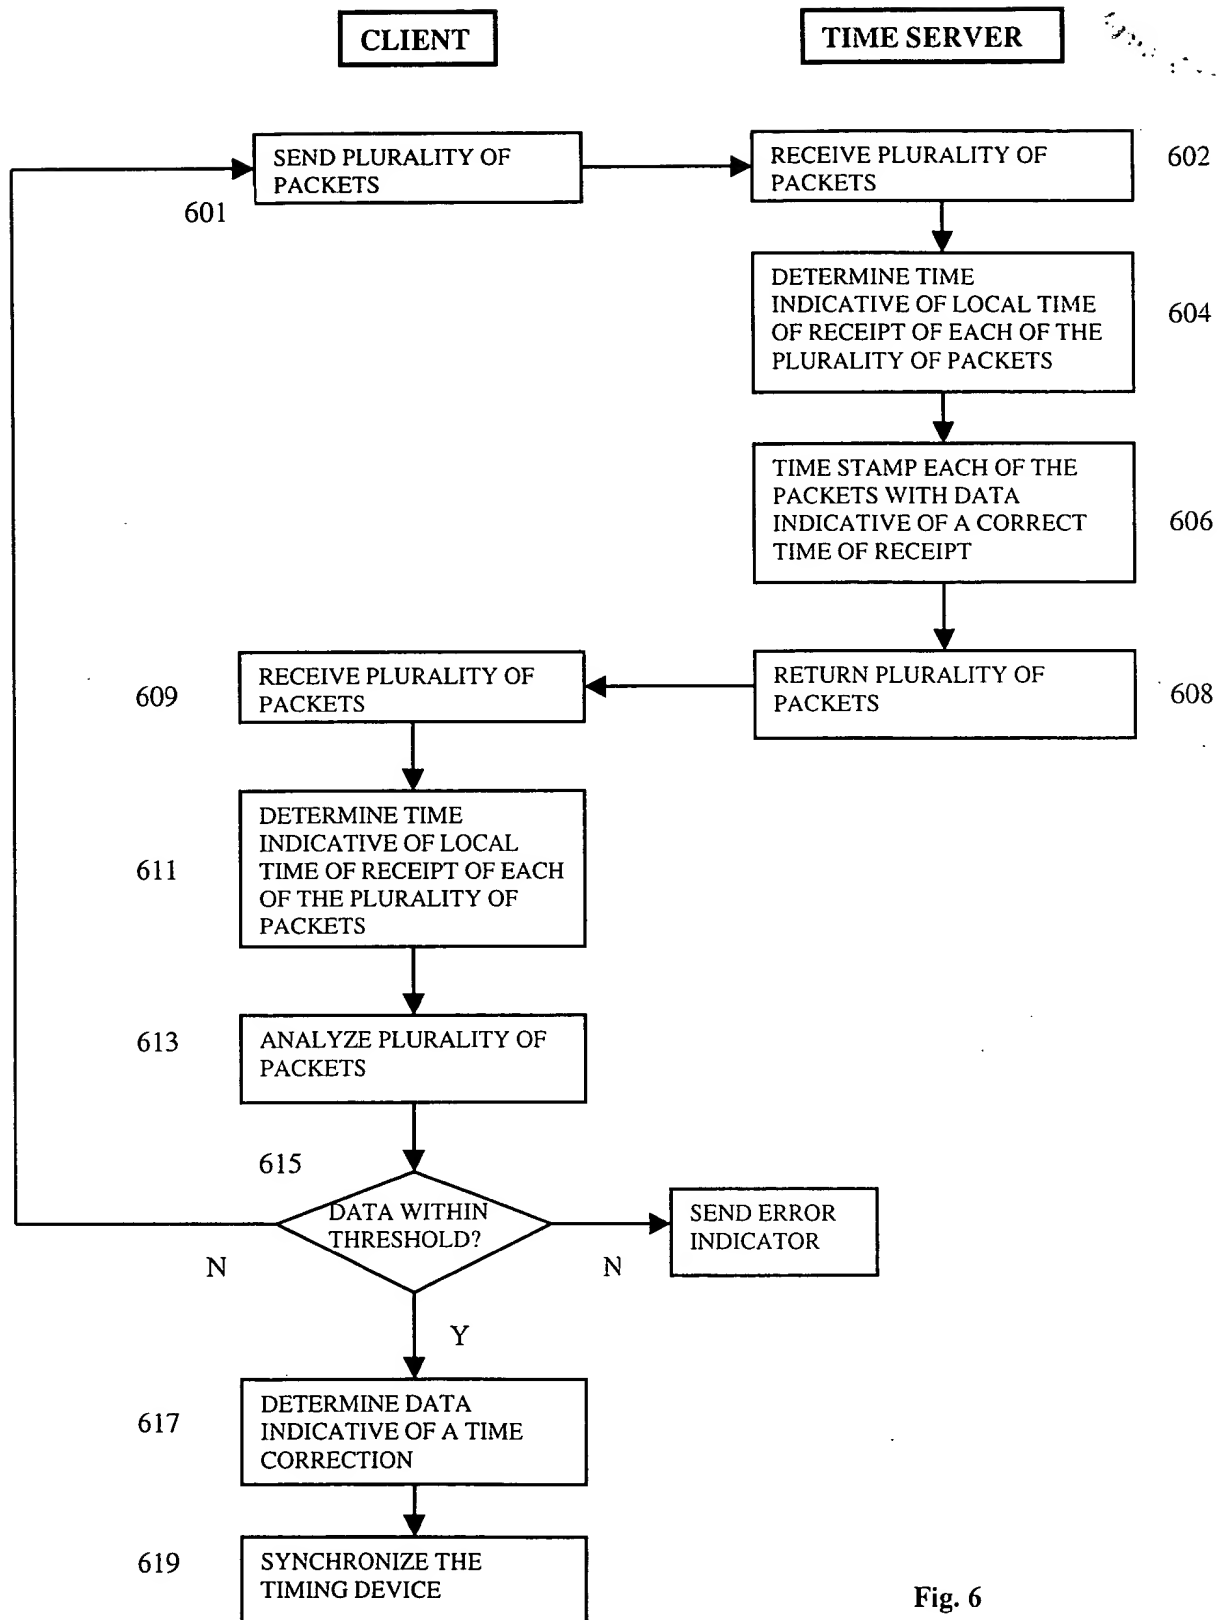 CLIENT
TIME SERVER
SEND PLURALITY OF
PACKETS
601
RECEIVE PLURALITY OF
PACKETS
602
DETERMINE TIME
INDICATIVE OF LOCAL TIME
OF RECEIPT OF EACH OF THE
PLURALITY OF PACKETS
604
TIME STAMP EACH OF THE
PACKETS WITH DATA
INDICATIVE OF A CORRECT
TIME OF RECEIPT
606
RETURN PLURALITY OF
PACKETS
608
609
RECEIVE PLURALITY OF
PACKETS
611
DETERMINE TIME
INDICATIVE OF LOCAL
TIME OF RECEIPT OF EACH
OF THE PLURALITY OF
PACKETS
613
ANALYZE PLURALITY OF
PACKETS
615
DATA WITHIN
THRESHOLD?
N
N
SEND ERROR
INDICATOR
Y
617
DETERMINE DATA
INDICATIVE OF A TIME
CORRECTION
619
SYNCHRONIZE THE
TIMING DEVICE
Fig. 6